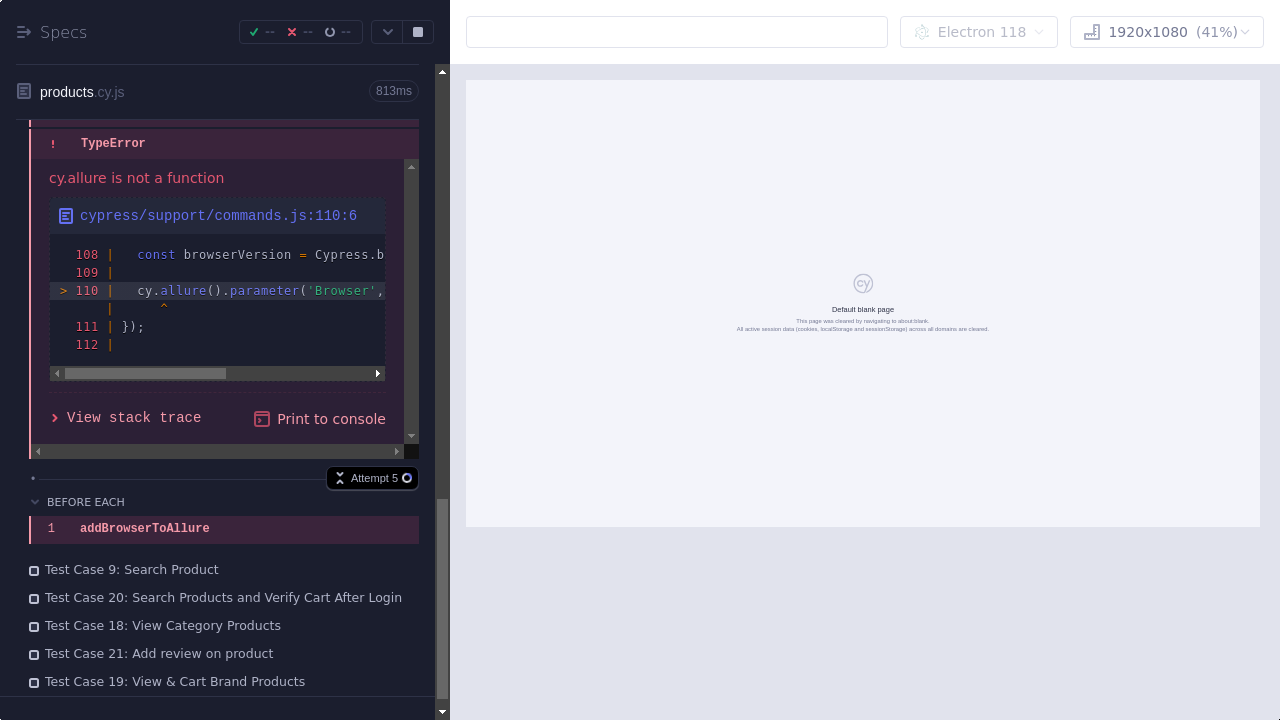 Specs
--
--
--
Electron 118
1920x1080 (41%)
products.cy.js
813ms
! TypeError
cy.allure is not a function
cypress/support/commands.js:110:6
108 | const browserVersion = Cypress.b
109 |
> 110 | cy.allure().parameter('Browser',
| ^
111 | });
112 |
View stack trace
Print to console
Attempt 5
BEFORE EACH
1 addBrowserToAllure
Test Case 9: Search Product
Test Case 20: Search Products and Verify Cart After Login
Test Case 18: View Category Products
Test Case 21: Add review on product
Test Case 19: View & Cart Brand Products
cy
Default blank page
This page was cleared by navigating to about:blank.
All active session data (cookies, localStorage and sessionStorage) across all domains are cleared.